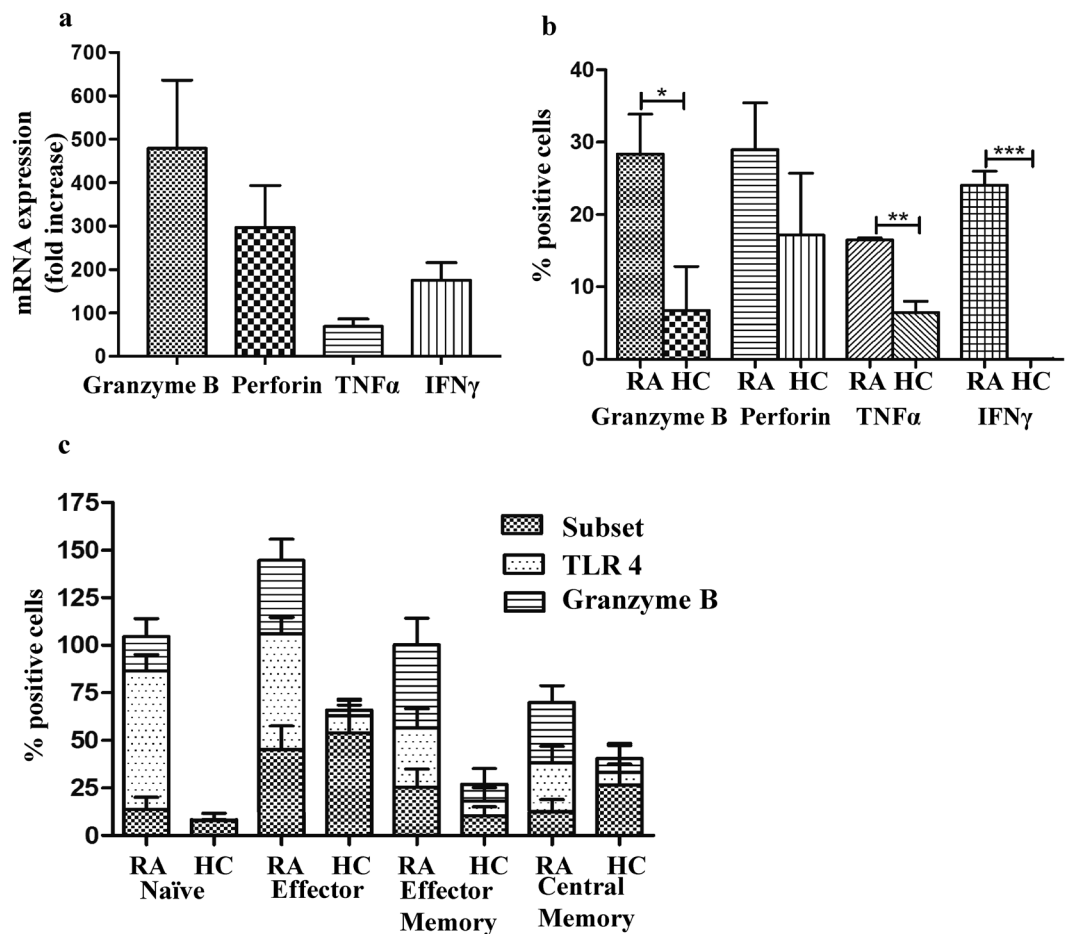 a
mRNA expression
(fold increase)
700
600
500
400
300
200
100
0
Granzyme B Perforin TNFα IFNγ
b
% positive cells
40
30
20
10
0
*
**
***
RA HC RA HC RA HC RA HC
Granzyme B Perforin TNFα IFNγ
c
% positive cells
175
150
125
100
75
50
25
0
Subset
TLR 4
Granzyme B
RA HC RA HC RA HC RA HC
Naïve Effector Effector Central
Memory Memory